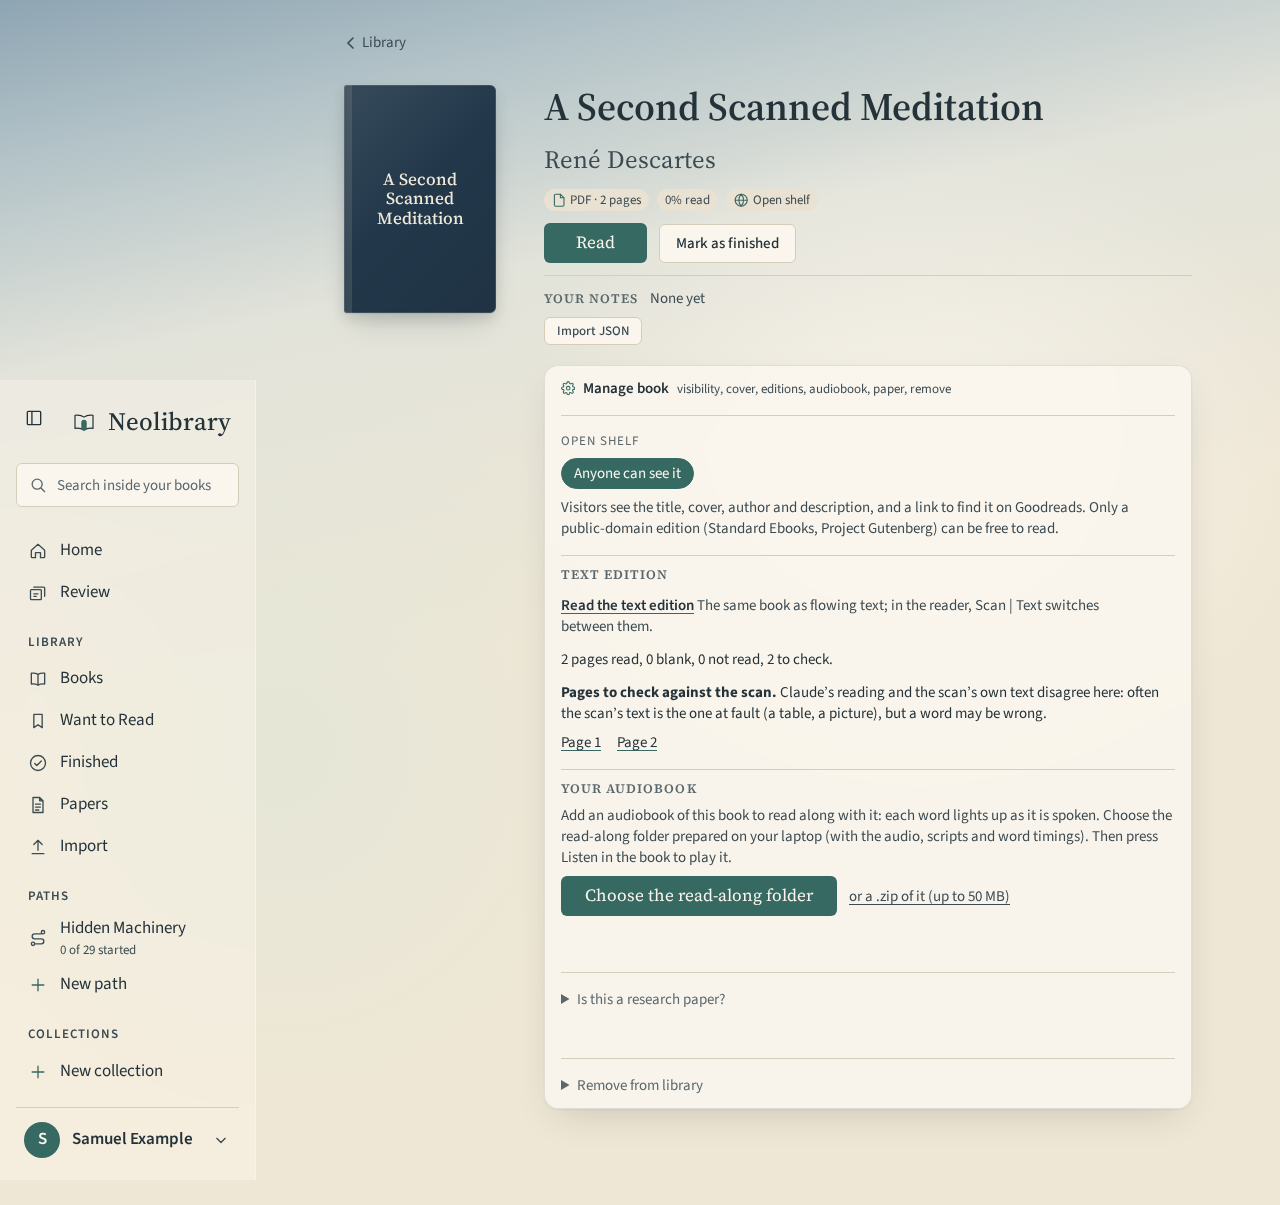 Library
A Second
Scanned
Meditation
A Second Scanned Meditation
René Descartes
PDF · 2 pages
0% read
Open shelf
Read
Mark as finished
YOUR NOTES None yet
Import JSON
Manage book visibility, cover, editions, audiobook, paper, remove
OPEN SHELF
Anyone can see it
Visitors see the title, cover, author and description, and a link to find it on Goodreads. Only a
public-domain edition (Standard Ebooks, Project Gutenberg) can be free to read.
TEXT EDITION
Read the text edition The same book as flowing text; in the reader, Scan | Text switches
between them.
2 pages read, 0 blank, 0 not read, 2 to check.
Pages to check against the scan. Claude’s reading and the scan’s own text disagree here: often
the scan’s text is the one at fault (a table, a picture), but a word may be wrong.
Page 1 Page 2
YOUR AUDIOBOOK
Add an audiobook of this book to read along with it: each word lights up as it is spoken. Choose the
read-along folder prepared on your laptop (with the audio, scripts and word timings). Then press
Listen in the book to play it.
Choose the read-along folder
or a .zip of it (up to 50 MB)
Is this a research paper?
Remove from library
Neolibrary
Search inside your books
Home
Review
LIBRARY
Books
Want to Read
Finished
Papers
Import
PATHS
Hidden Machinery
0 of 29 started
New path
COLLECTIONS
New collection
S
Samuel Example